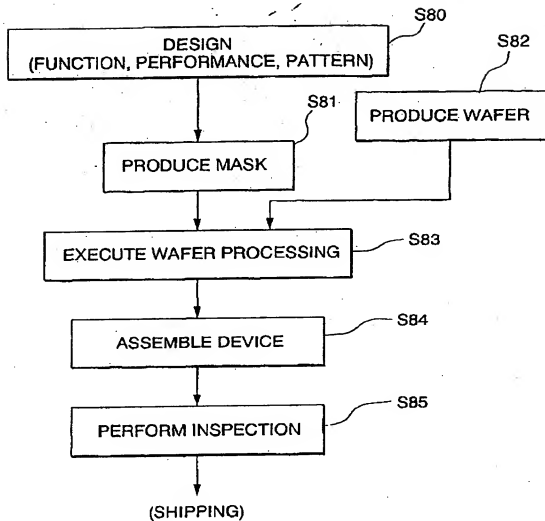 S80
DESIGN
(FUNCTION, PERFORMANCE, PATTERN)
S82
PRODUCE WAFER
S81
PRODUCE MASK
S83
EXECUTE WAFER PROCESSING
S84
ASSEMBLE DEVICE
S85
PERFORM INSPECTION
(SHIPPING)